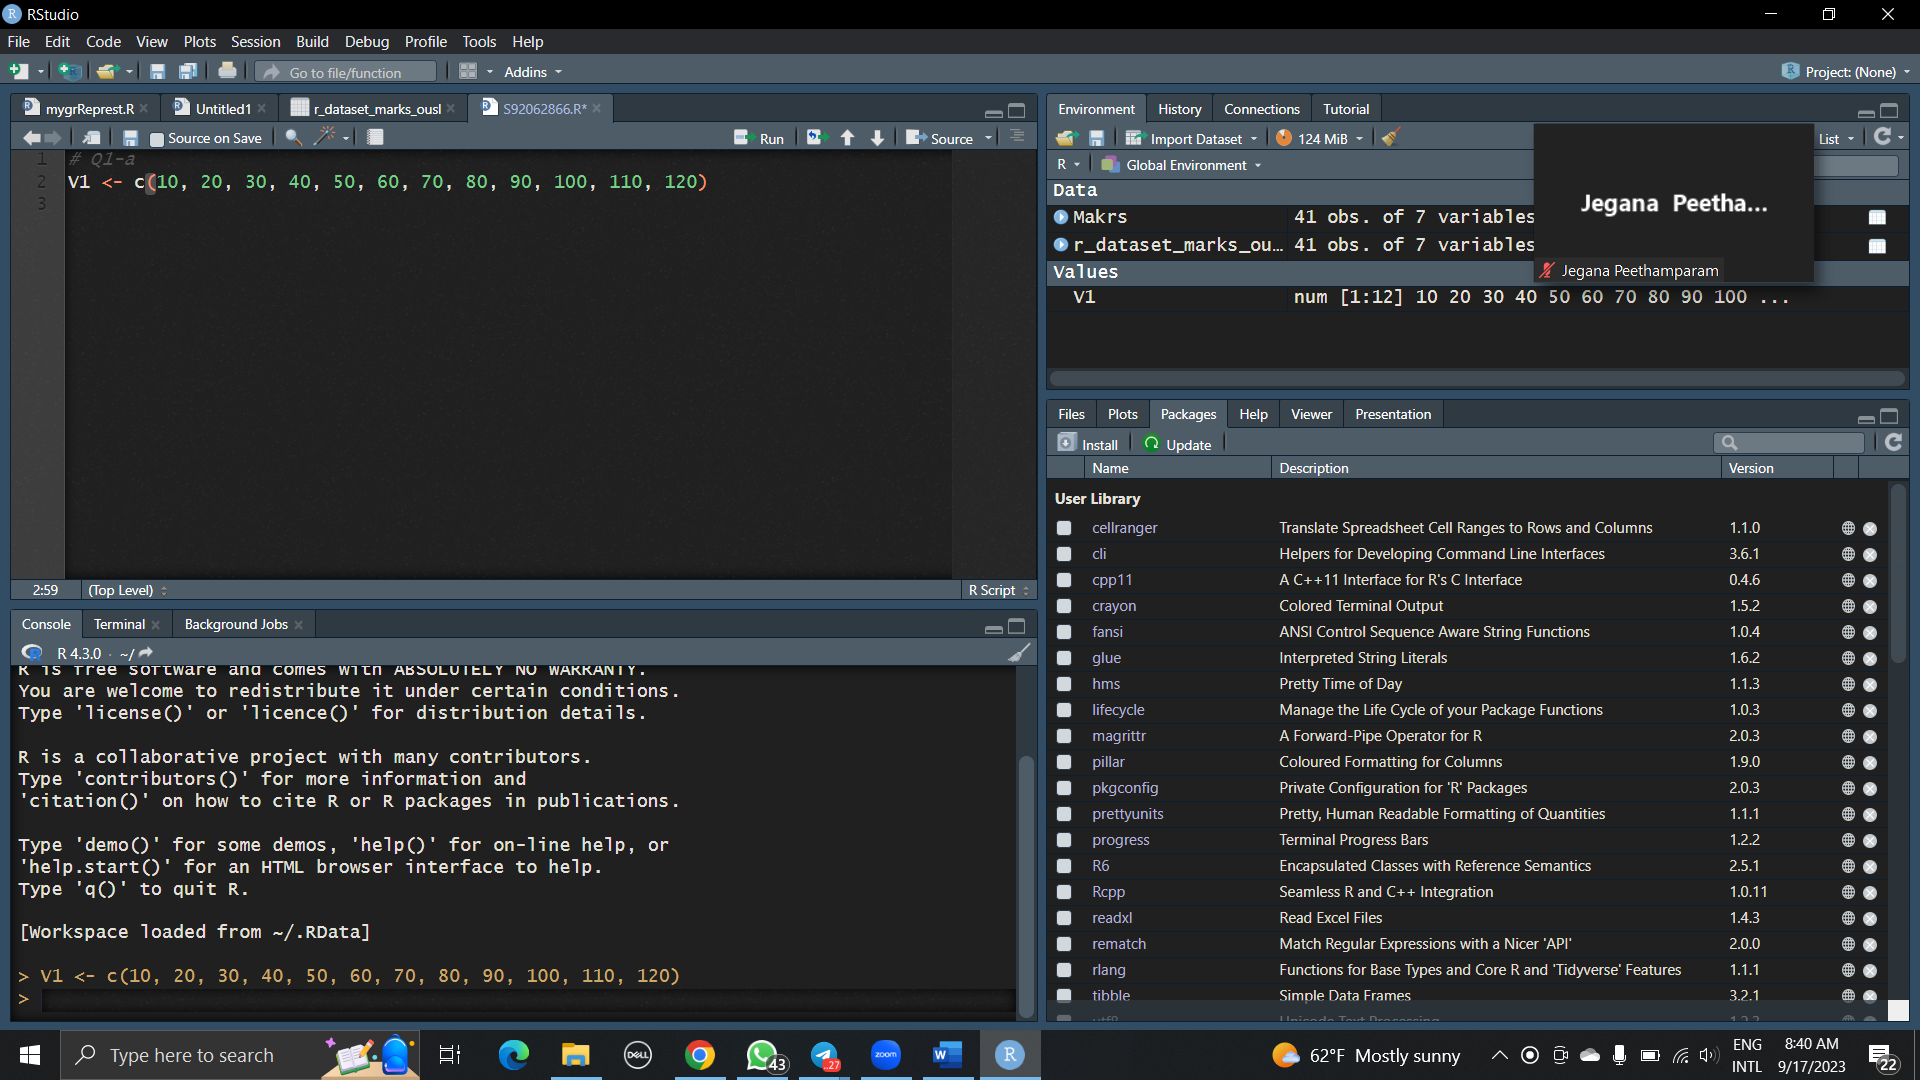 RStudio
File Edit Code View Plots Session Build Debug Profile Tools Help
Go to file/function Addins Project: (None)
mygrReprest.R Untitled1 r_dataset_marks_ousl S92062866.R*
Source on Save Run Source
1 # Q1-a
2 V1 <- c(10, 20, 30, 40, 50, 60, 70, 80, 90, 100, 110, 120)
3
2:59 (Top Level) R Script
Console Terminal Background Jobs
R 4.3.0 · ~/
R is free software and comes with ABSOLUTELY NO WARRANTY.
You are welcome to redistribute it under certain conditions.
Type 'license()' or 'licence()' for distribution details.
R is a collaborative project with many contributors.
Type 'contributors()' for more information and
'citation()' on how to cite R or R packages in publications.
Type 'demo()' for some demos, 'help()' for on-line help, or
'help.start()' for an HTML browser interface to help.
Type 'q()' to quit R.
[Workspace loaded from ~/.RData]
> V1 <- c(10, 20, 30, 40, 50, 60, 70, 80, 90, 100, 110, 120)
>
Environment History Connections Tutorial
Import Dataset 124 MiB List
R Global Environment
Data
Makrs 41 obs. of 7 variables
r_dataset_marks_ou... 41 obs. of 7 variables
Values
V1 num [1:12] 10 20 30 40 50 60 70 80 90 100 ...
Jegana Peetha...
Jegana Peethamparam
Files Plots Packages Help Viewer Presentation
Install Update
Name Description Version
User Library
cellranger Translate Spreadsheet Cell Ranges to Rows and Columns 1.1.0
cli Helpers for Developing Command Line Interfaces 3.6.1
cpp11 A C++11 Interface for R's C Interface 0.4.6
crayon Colored Terminal Output 1.5.2
fansi ANSI Control Sequence Aware String Functions 1.0.4
glue Interpreted String Literals 1.6.2
hms Pretty Time of Day 1.1.3
lifecycle Manage the Life Cycle of your Package Functions 1.0.3
magrittr A Forward-Pipe Operator for R 2.0.3
pillar Coloured Formatting for Columns 1.9.0
pkgconfig Private Configuration for 'R' Packages 2.0.3
prettyunits Pretty, Human Readable Formatting of Quantities 1.1.1
progress Terminal Progress Bars 1.2.2
R6 Encapsulated Classes with Reference Semantics 2.5.1
Rcpp Seamless R and C++ Integration 1.0.11
readxl Read Excel Files 1.4.3
rematch Match Regular Expressions with a Nicer 'API' 2.0.0
rlang Functions for Base Types and Core R and 'Tidyverse' Features 1.1.1
tibble Simple Data Frames 3.2.1
Type here to search
DELL
43
27
zoom
W
R
62°F Mostly sunny
ENG
INTL
8:40 AM
9/17/2023
22